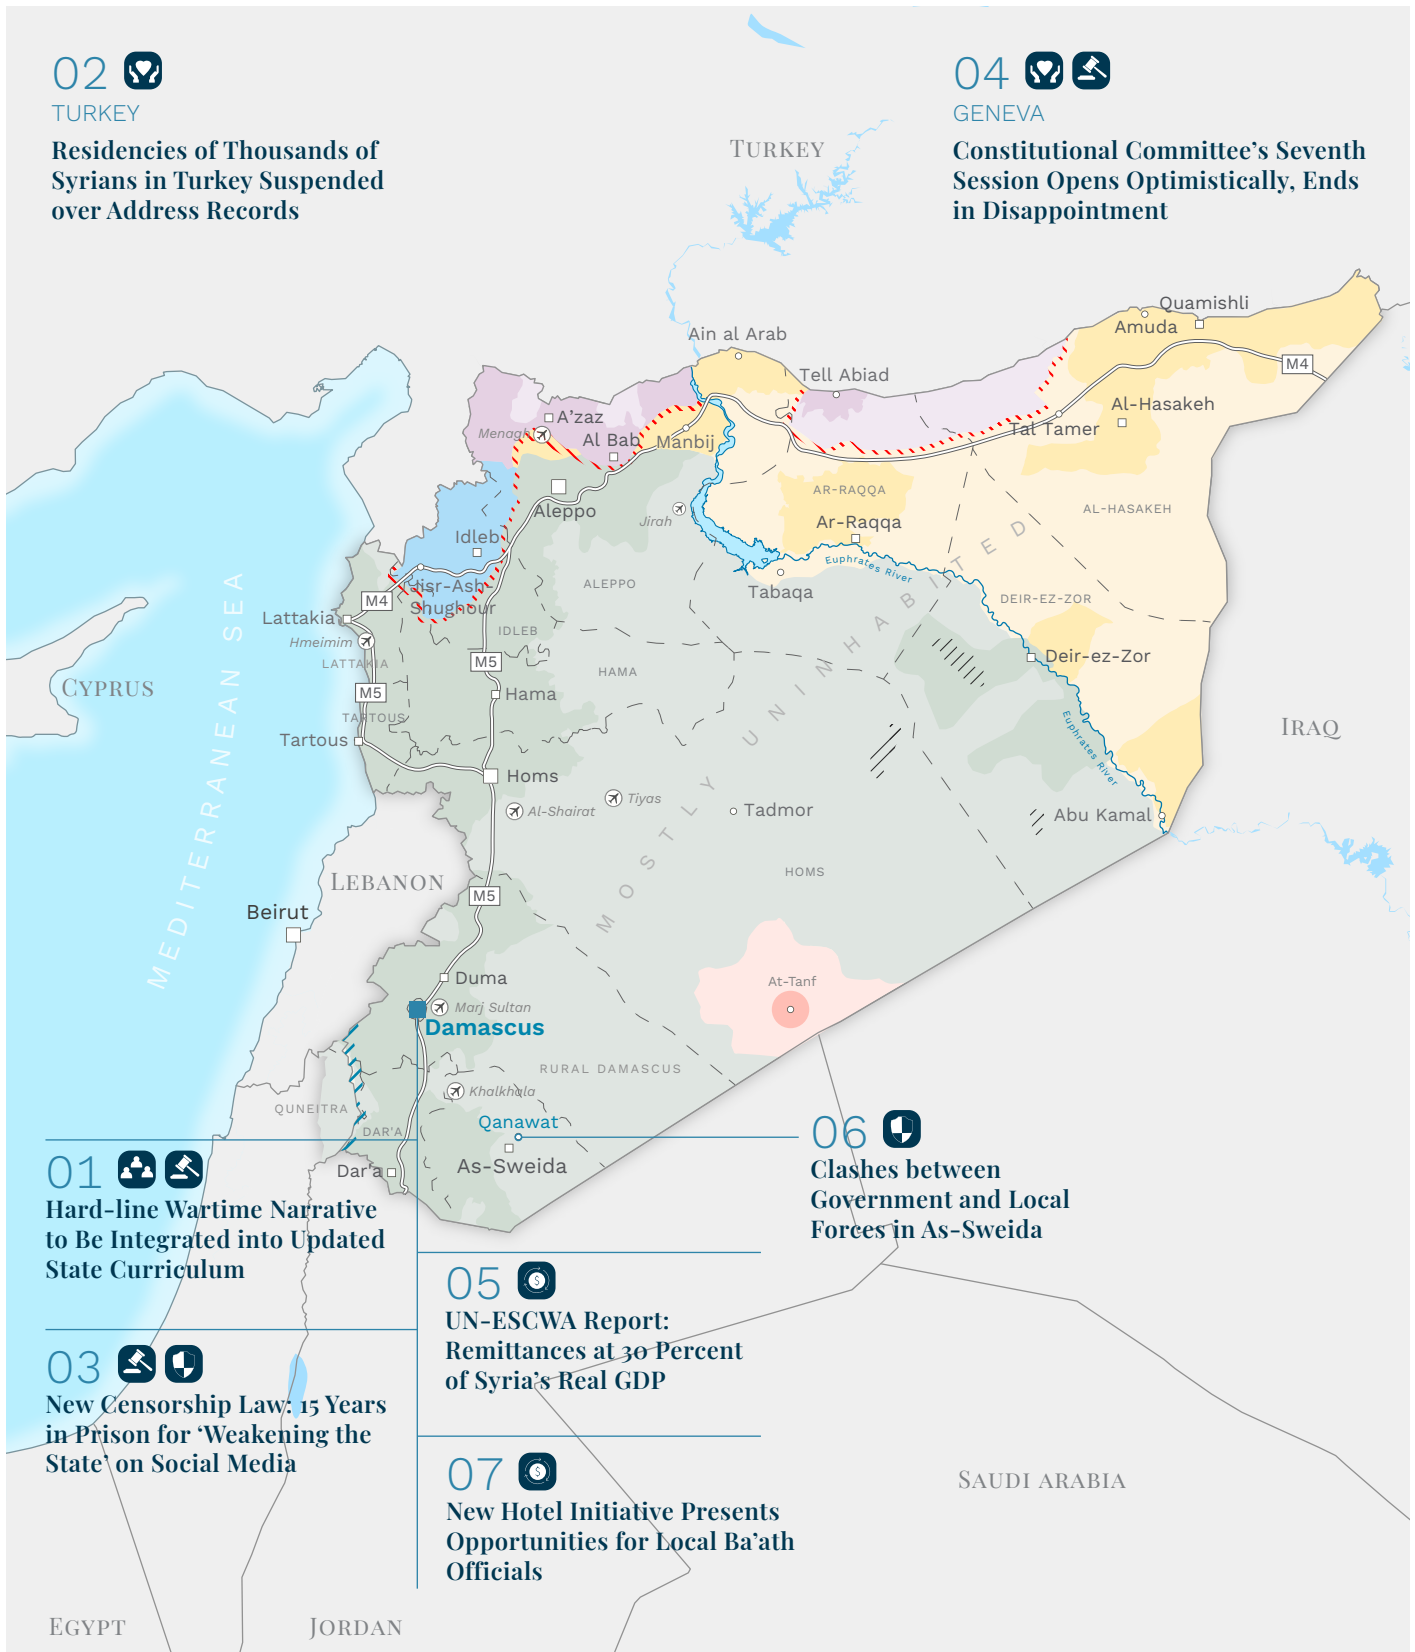 02
TURKEY
Residencies of Thousands of
Syrians in Turkey Suspended
over Address Records
04
GENEVA
Constitutional Committee's Seventh
Session Opens Optimistically, Ends
in Disappointment
TURKEY
Quamishli
Amuda
Ain al Arab
M4
Tell Abiad
A'zaz
Al-Hasakeh
Menagh
Al Bab
Manbij
Tal Tamer
AR-RAQQA
Aleppo
Jirah
Ar-Raqqa
AL-HASAKEH
Idleb
Euphrates River
Jisr-Ash-
Shughour
ALEPPO
Tabaqa
DEIR-EZ-ZOR
M4
Lattakia
Hmeimim
IDLEB
LATTAKIA
M5
HAMA
Deir-ez-Zor
MEDITERRANEAN SEA
CYPRUS
M5
Hama
TARTOUS
MOSTLY UNINHABITED
IRAQ
Tartous
Euphrates River
Homs
Al-Shairat
Tiyas
Tadmor
Abu Kamal
HOMS
LEBANON
M5
Beirut
Duma
At-Tanf
Marj Sultan
Damascus
RURAL DAMASCUS
Khalkhala
QUNEITRA
Qanawat
DAR'A
As-Sweida
Dar'a
06
Clashes between
Government and Local
Forces in As-Sweida
01
Hard-line Wartime Narrative
to Be Integrated into Updated
State Curriculum
05
UN-ESCWA Report:
Remittances at 30 Percent
of Syria's Real GDP
03
New Censorship Law: 15 Years
in Prison for ‘Weakening the
State’ on Social Media
07
New Hotel Initiative Presents
Opportunities for Local Ba'ath
Officials
SAUDI ARABIA
EGYPT
JORDAN